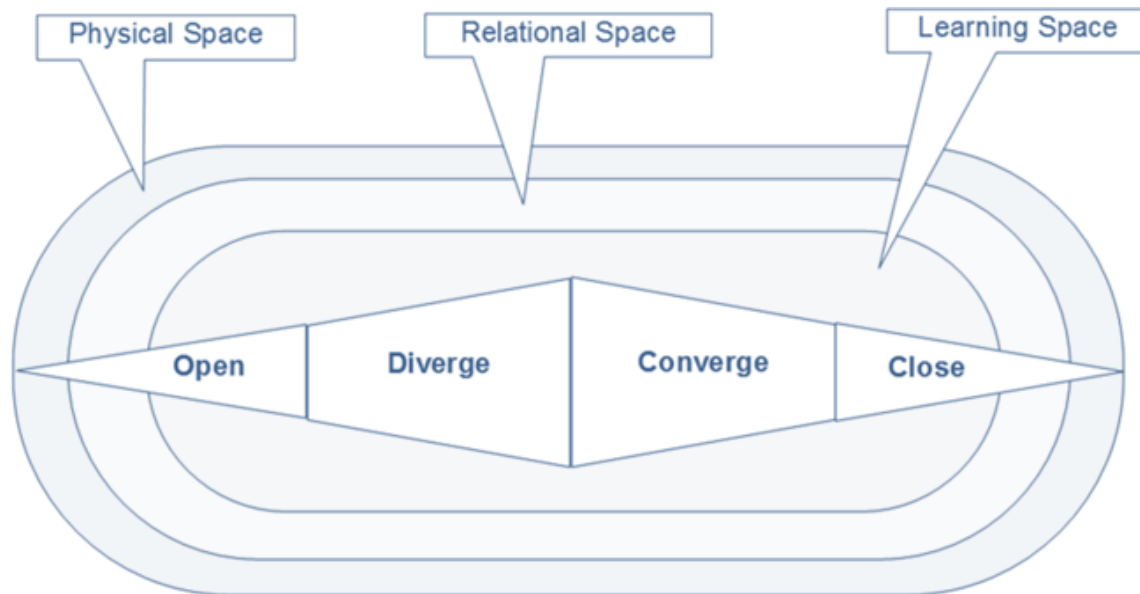 Physical Space
Relational Space
Learning Space
Open
Diverge
Converge
Close